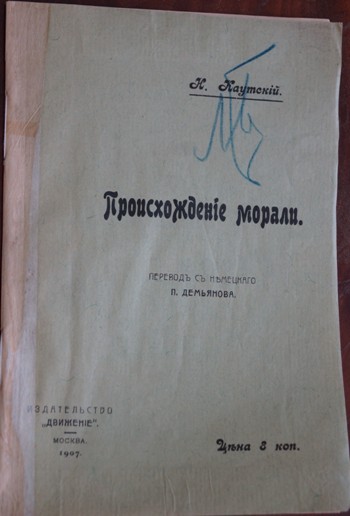 К. Каутскій.
Происхожденіе морали.
ПЕРЕВОДЪ СЪ НѢМЕЦКАГО
П. ДЕМЬЯНОВА.
ИЗДАТЕЛЬСТВО
„ДВИЖЕНІЕ".
МОСКВА.
1907.
Цѣна 8 коп.